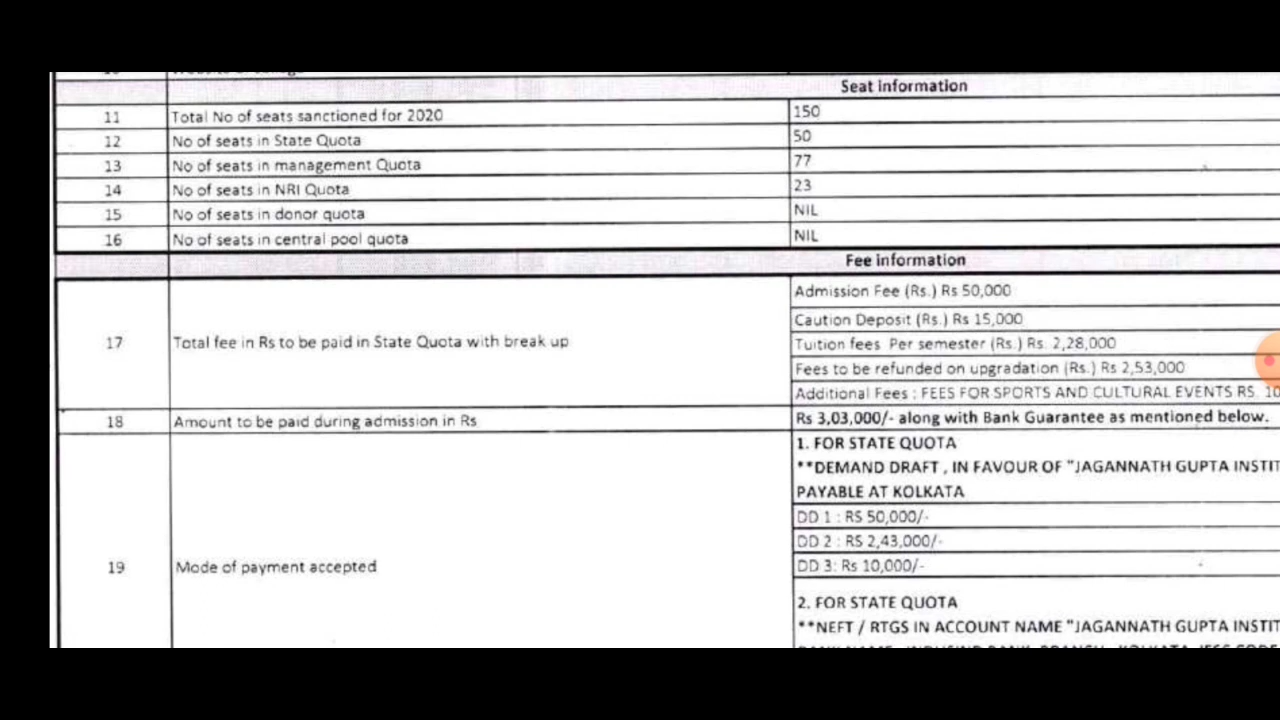 Seat information
11 Total No of seats sanctioned for 2020 150
12 No of seats in State Quota 50
13 No of seats in management Quota 77
14 No of seats in NRI Quota 23
15 No of seats in donor quota NIL
16 No of seats in central pool quota NIL
Fee information
17 Total fee in Rs to be paid in State Quota with break up
Admission Fee (Rs.) Rs 50,000
Caution Deposit (Rs.) Rs 15,000
Tuition fees Per semester (Rs.) Rs. 2,28,000
Fees to be refunded on upgradation (Rs.) Rs 2,53,000
Additional Fees : FEES FOR SPORTS AND CULTURAL EVENTS RS. 10
18 Amount to be paid during admission in Rs Rs 3,03,000/- along with Bank Guarantee as mentioned below.
19 Mode of payment accepted
1. FOR STATE QUOTA
**DEMAND DRAFT , IN FAVOUR OF "JAGANNATH GUPTA INSTIT
PAYABLE AT KOLKATA
DD 1 : RS 50,000/-
DD 2 : RS 2,43,000/-
DD 3: Rs 10,000/-
2. FOR STATE QUOTA
**NEFT / RTGS IN ACCOUNT NAME "JAGANNATH GUPTA INSTIT